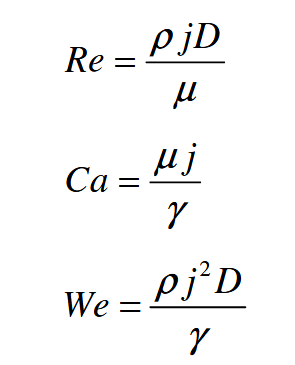 Re = ρjD / μ
Ca = μj / γ
We = ρj²D / γ